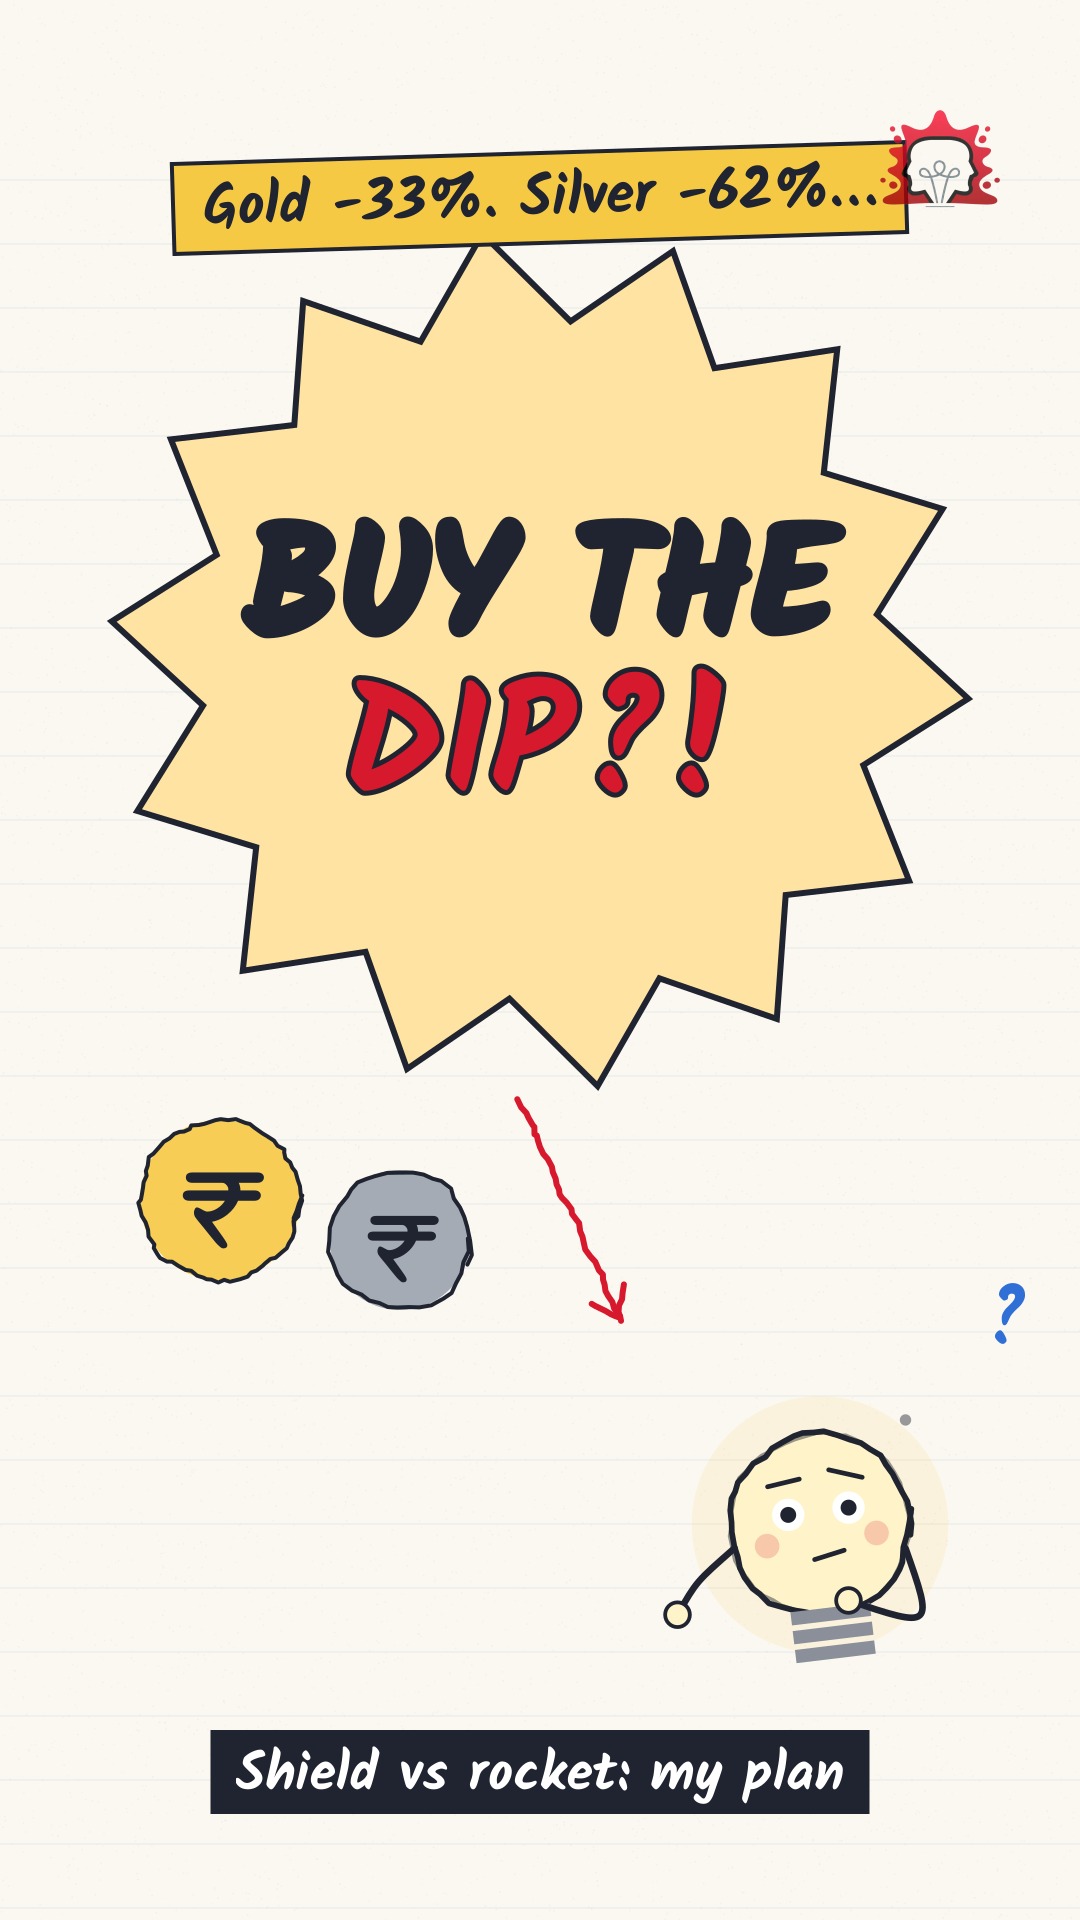 Gold -33%. Silver -62%...
BUY THE
DIP?!
₹
₹
?
Shield vs rocket: my plan